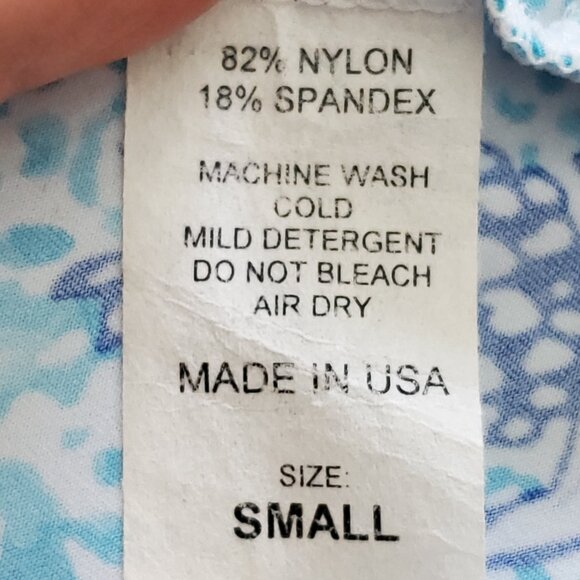 82% NYLON
18% SPANDEX
MACHINE WASH
COLD
MILD DETERGENT
DO NOT BLEACH
AIR DRY
MADE IN USA
SIZE:
SMALL